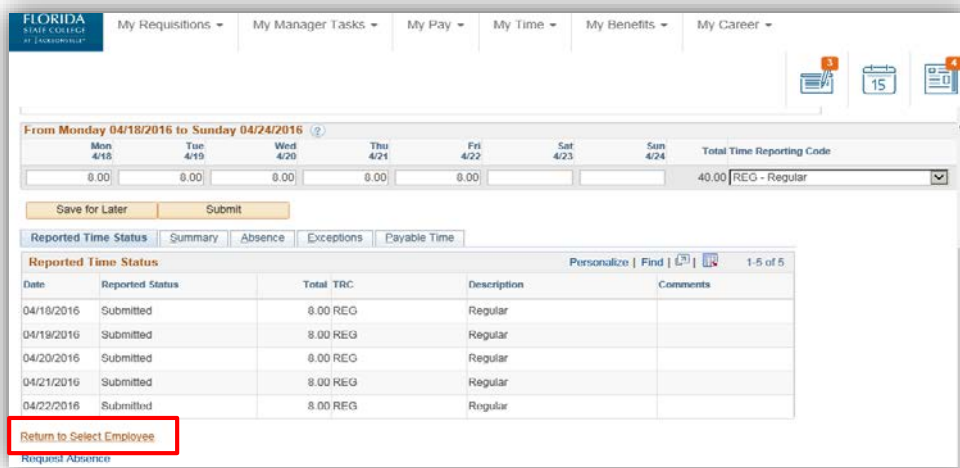 FLORIDA
STATE COLLEGE
AT JACKSONVILLE
My Requisitions My Manager Tasks My Pay My Time My Benefits My Career
3 15 4
From Monday 04/18/2016 to Sunday 04/24/2016 ?
Mon Tue Wed Thu Fri Sat Sun Total Time Reporting Code
4/18 4/19 4/20 4/21 4/22 4/23 4/24
8.00 8.00 8.00 8.00 8.00 40.00 REG - Regular
Save for Later Submit
Reported Time Status Summary Absence Exceptions Payable Time
Reported Time Status Personalize | Find | | 1-5 of 5
Date Reported Status Total TRC Description Comments
04/18/2016 Submitted 8.00 REG Regular
04/19/2016 Submitted 8.00 REG Regular
04/20/2016 Submitted 8.00 REG Regular
04/21/2016 Submitted 8.00 REG Regular
04/22/2016 Submitted 8.00 REG Regular
Return to Select Employee
Request Absence